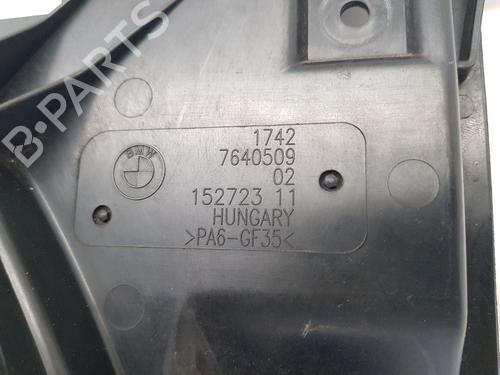 B-PARTS
BMW
1742
7640509
02
152723 11
HUNGARY
>PA6-GF35<